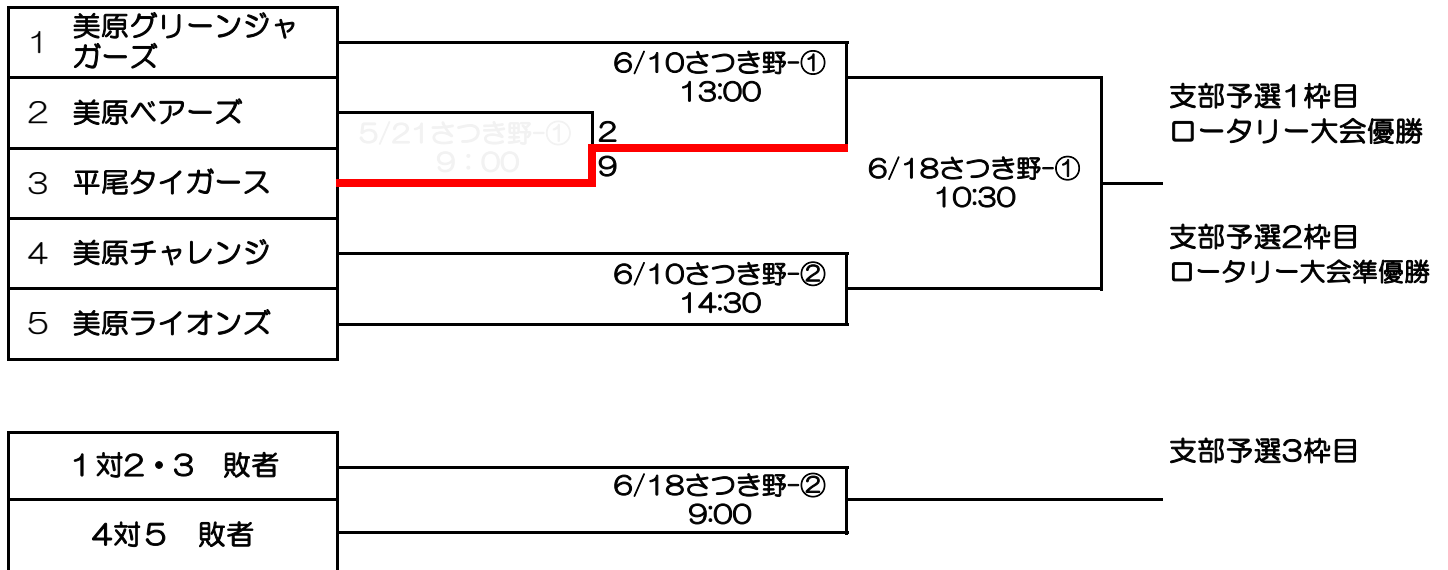 1 美原グリーンジャ
ガーズ
2 美原ベアーズ
3 平尾タイガース
4 美原チャレンジ
5 美原ライオンズ
5/21さつき野-①
9：00
2
9
6/10さつき野-①
13:00
6/10さつき野-②
14:30
6/18さつき野-①
10:30
支部予選1枠目
ロータリー大会優勝
支部予選2枠目
ロータリー大会準優勝
1対2・3　敗者
4対5　敗者
6/18さつき野-②
9:00
支部予選3枠目